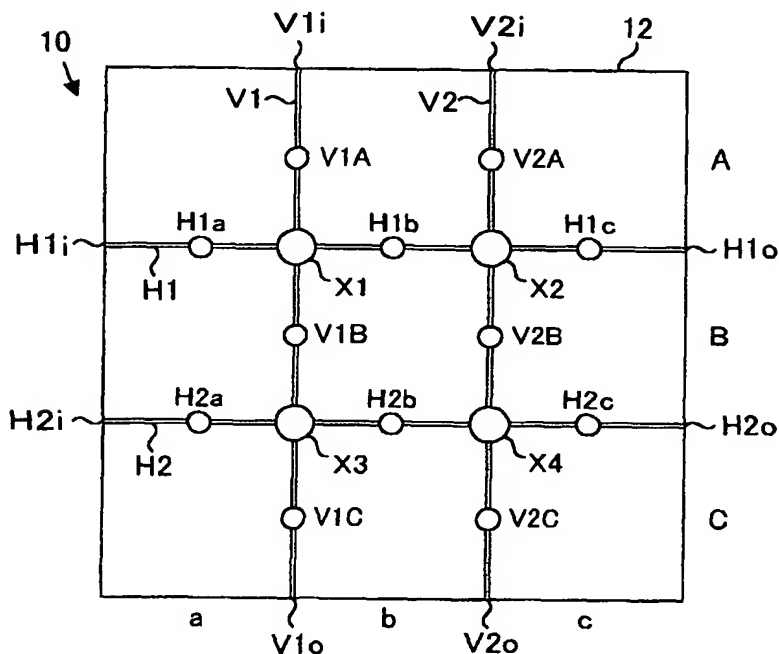 V1i V2i
10 12
V1 V2
V1A V2A A
H1a H1b H1c
H1i H1o
H1 X1 X2
V1B V2B B
H2a H2b H2c
H2i H2o
H2 X3 X4
V1C V2C C
a b c
V1o V2o